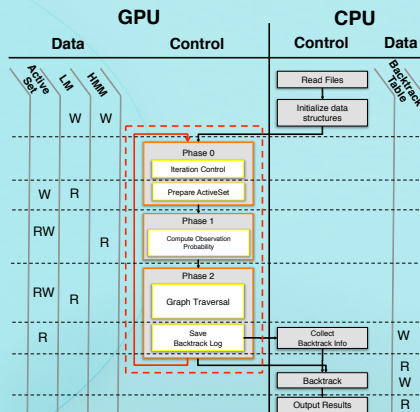 GPU
CPU
Data
Control
Control
Data
Active
Set
LM
HMM
Backtrack
Table
Read Files
Initialize data
structures
W
W
Phase 0
Iteration Control
W
R
Prepare ActiveSet
RW
R
Phase 1
Compute Observation
Probability
RW
R
Phase 2
Graph Traversal
R
Save
Backtrack Log
Collect
Backtrack Info
W
R
W
Backtrack
Output Results
R